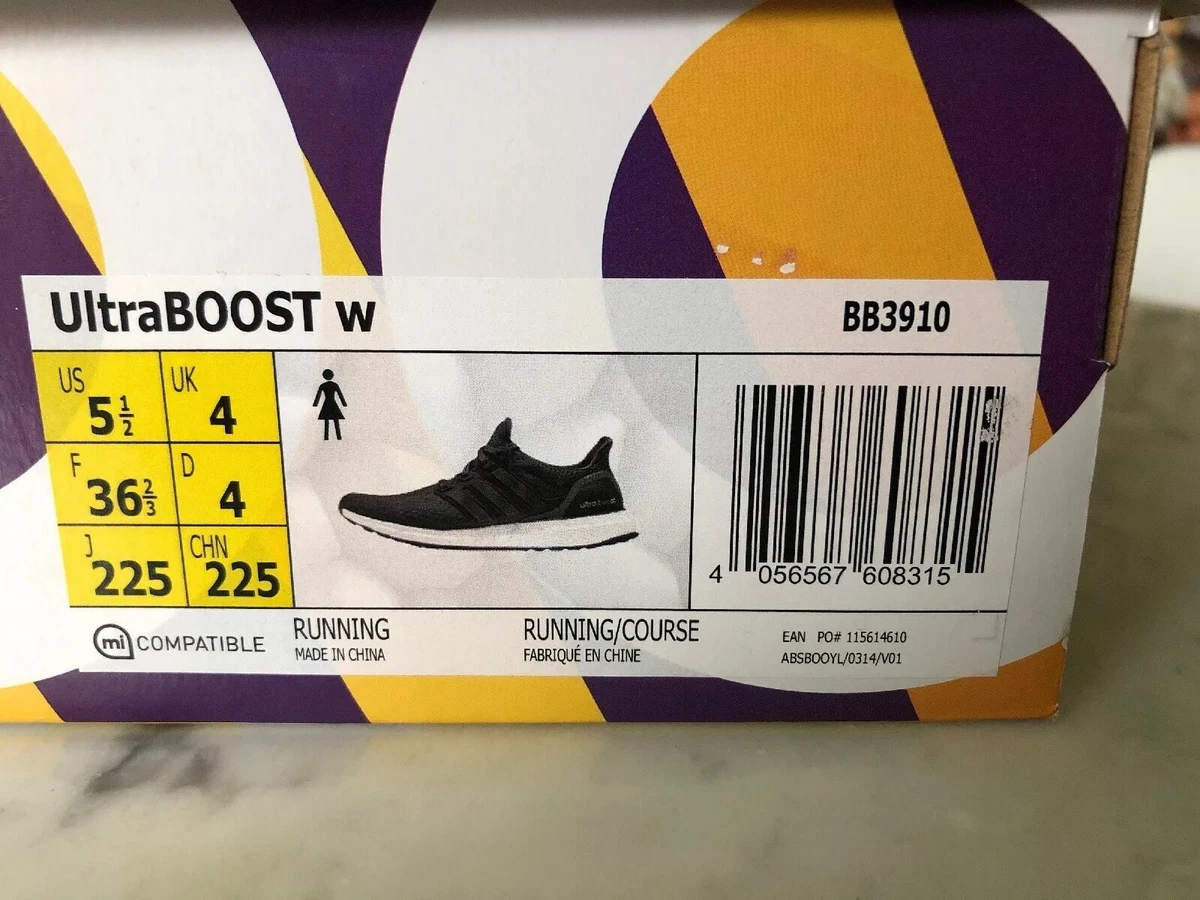 UltraBOOST w
BB3910
US 5½
UK 4
F 36⅔
D 4
J 225
CHN 225
ultraboost
4 056567 608315
mi COMPATIBLE
RUNNING
MADE IN CHINA
RUNNING/COURSE
FABRIQUÉ EN CHINE
EAN PO# 115614610
ABSBOOYL/0314/V01